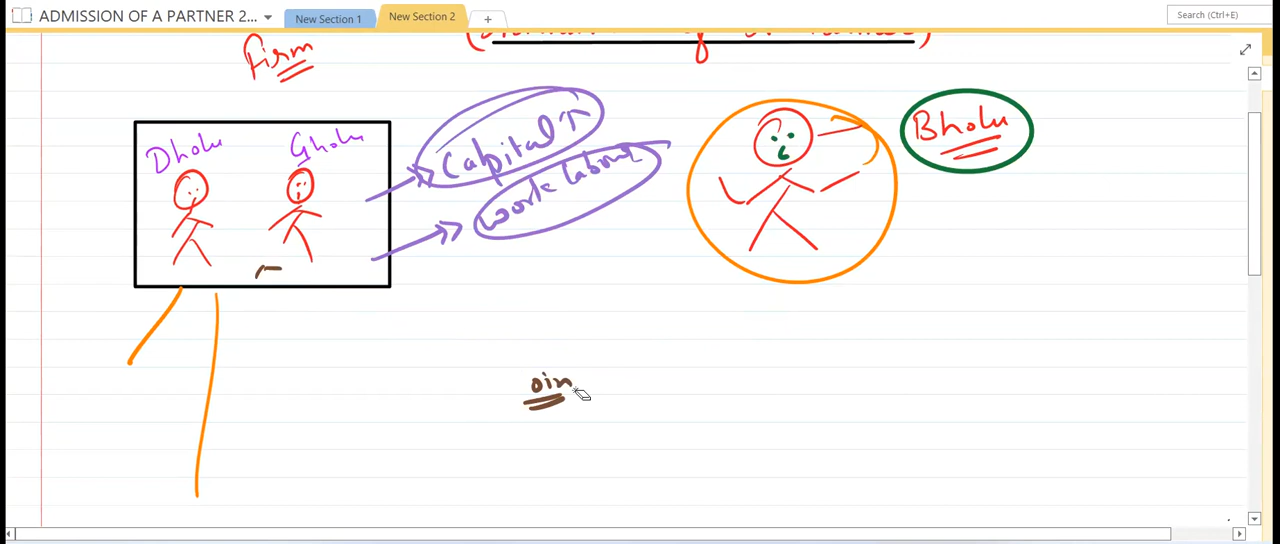 ADMISSION OF A PARTNER 2...
New Section 1
New Section 2
Search (Ctrl+E)
Firm
Dholu
Gholu
Capital ↑
work labour
Bholu